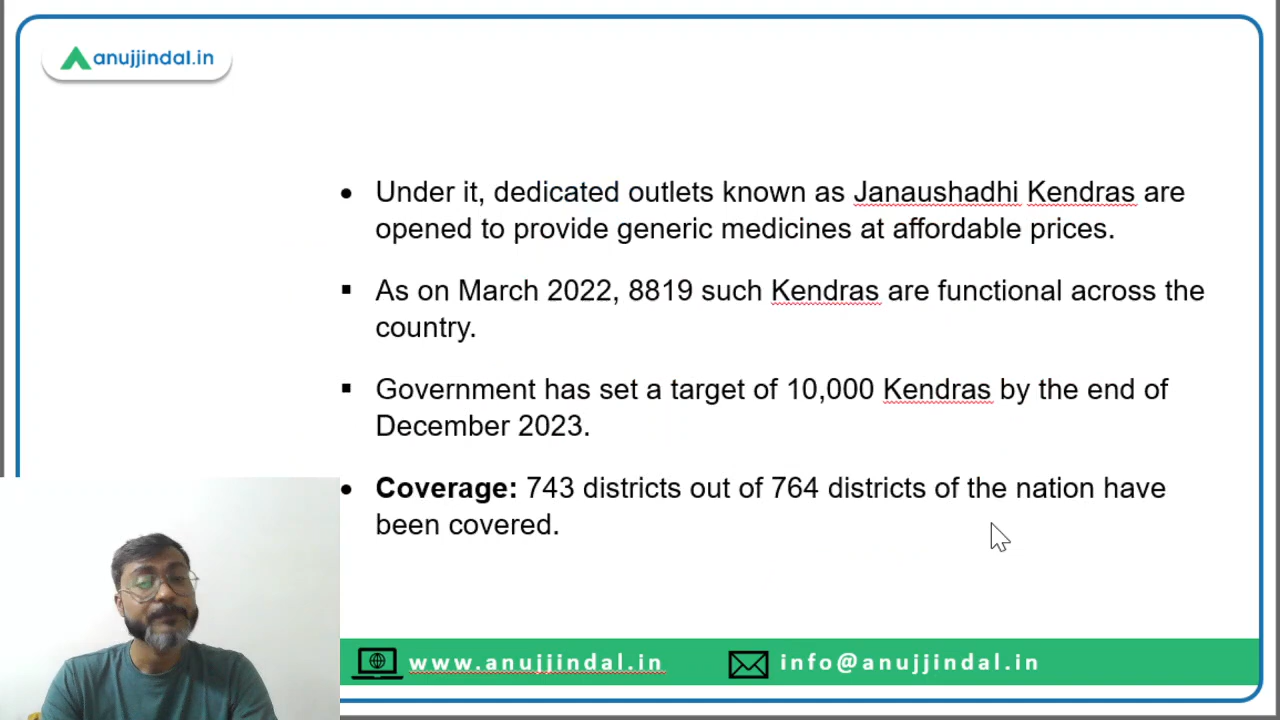 anujjindal.in
• Under it, dedicated outlets known as Janaushadhi Kendras are
opened to provide generic medicines at affordable prices.
▪ As on March 2022, 8819 such Kendras are functional across the
country.
▪ Government has set a target of 10,000 Kendras by the end of
December 2023.
• Coverage: 743 districts out of 764 districts of the nation have
been covered.
www.anujjindal.in
info@anujjindal.in